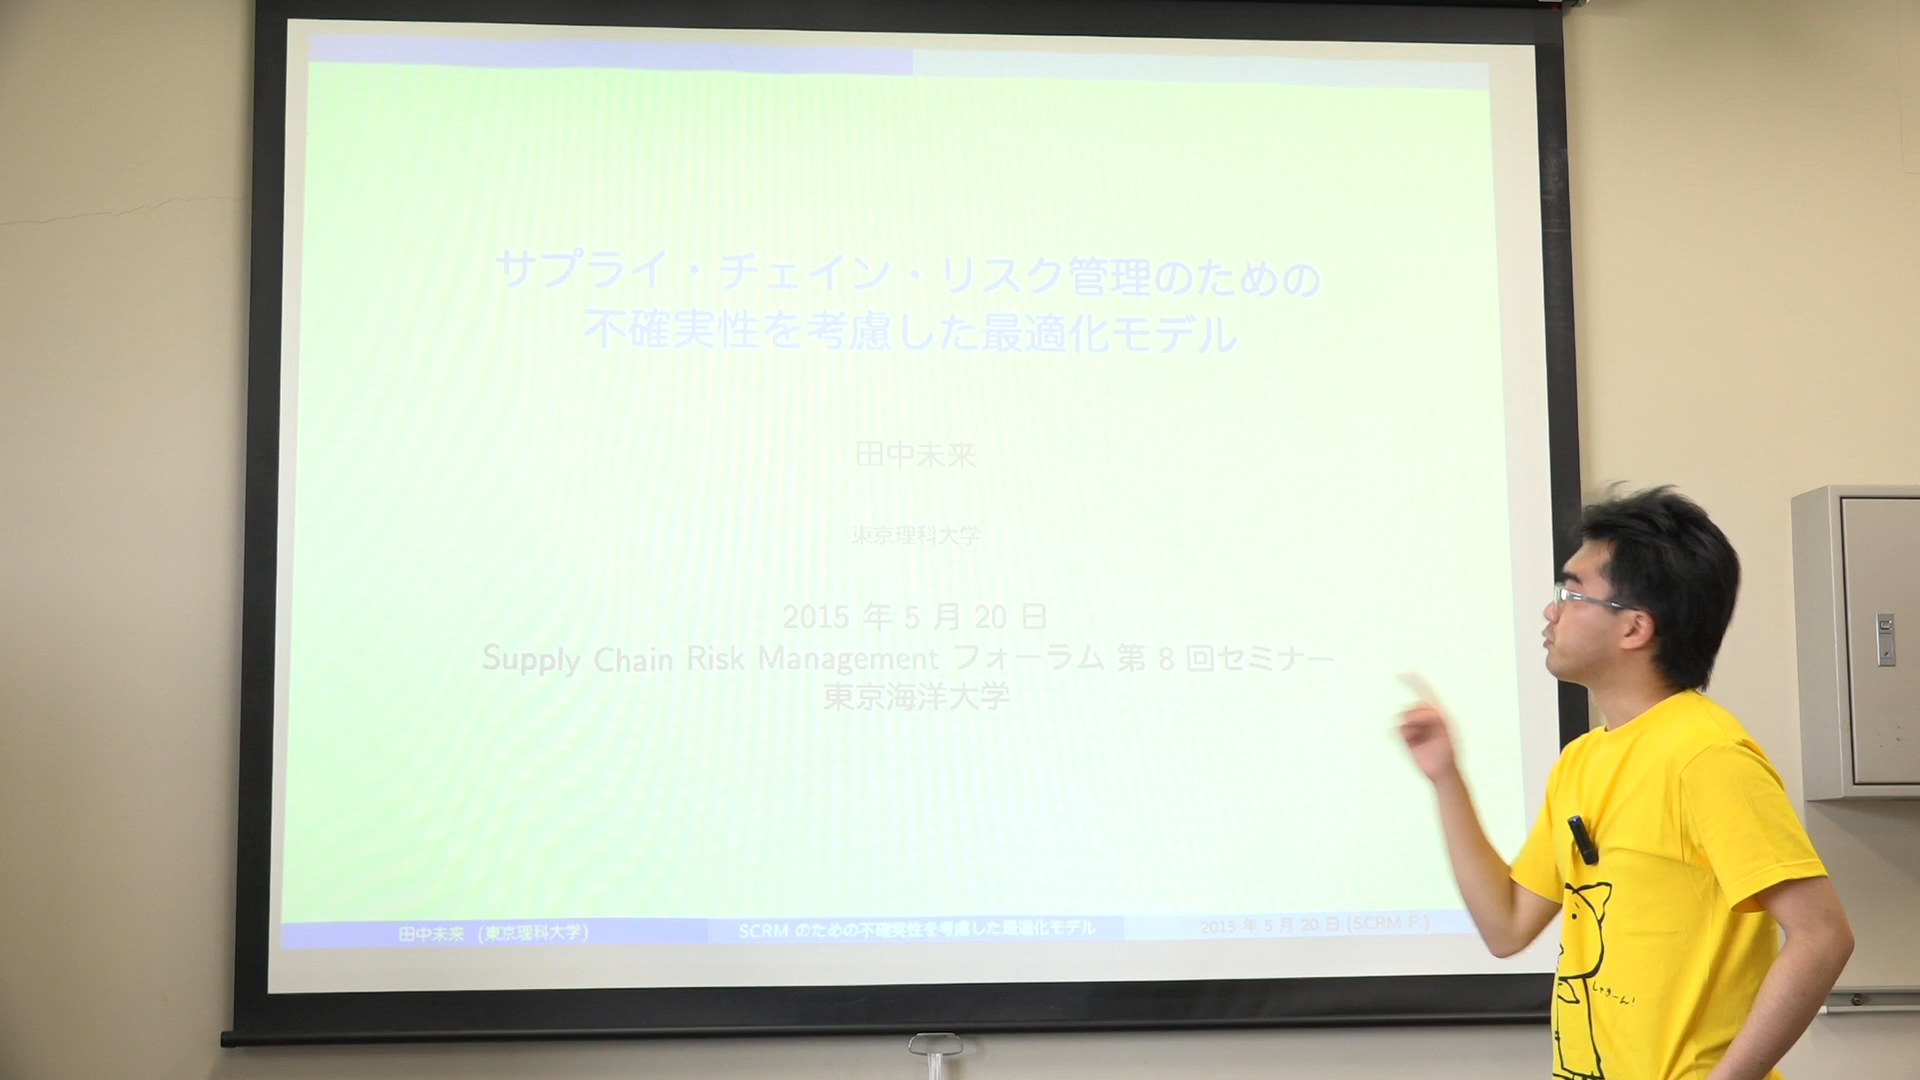 サプライ・チェイン・リスク管理のための
不確実性を考慮した最適化モデル
田中未来
東京理科大学
2015 年 5 月 20 日
Supply Chain Risk Management フォーラム 第 8 回セミナー
東京海洋大学
田中未来 (東京理科大学)
SCRM のための不確実性を考慮した最適化モデル
2015 年 5 月 20 日 (SCRM F.)
しゃきーん!